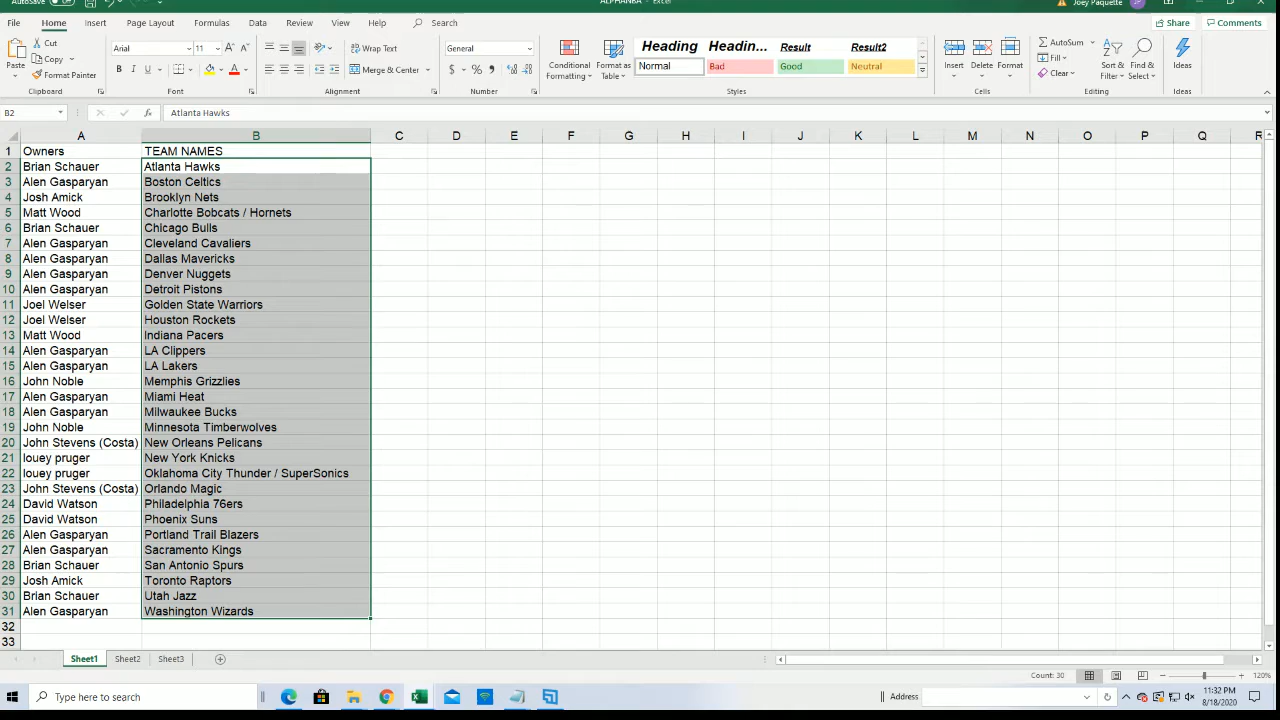 AutoSave Off ALPHANBA - Excel Joey Paquette JP
File Home Insert Page Layout Formulas Data Review View Help Search Share Comments
Cut Copy Format Painter Paste Clipboard
Arial 11 A A B I U A Font
Wrap Text Merge & Center Alignment
General $ % , Number
Conditional Formatting Format as Table
Heading Headin... Result Result2
Normal Bad Good Neutral
Styles
Insert Delete Format Cells
AutoSum Fill Clear Sort & Filter Find & Select Editing
Ideas Ideas
B2 fx Atlanta Hawks
A B C D E F G H I J K L M N O P Q R
1 Owners TEAM NAMES
2 Brian Schauer Atlanta Hawks
3 Alen Gasparyan Boston Celtics
4 Josh Amick Brooklyn Nets
5 Matt Wood Charlotte Bobcats / Hornets
6 Brian Schauer Chicago Bulls
7 Alen Gasparyan Cleveland Cavaliers
8 Alen Gasparyan Dallas Mavericks
9 Alen Gasparyan Denver Nuggets
10 Alen Gasparyan Detroit Pistons
11 Joel Welser Golden State Warriors
12 Joel Welser Houston Rockets
13 Matt Wood Indiana Pacers
14 Alen Gasparyan LA Clippers
15 Alen Gasparyan LA Lakers
16 John Noble Memphis Grizzlies
17 Alen Gasparyan Miami Heat
18 Alen Gasparyan Milwaukee Bucks
19 John Noble Minnesota Timberwolves
20 John Stevens (Costa) New Orleans Pelicans
21 louey pruger New York Knicks
22 louey pruger Oklahoma City Thunder / SuperSonics
23 John Stevens (Costa) Orlando Magic
24 David Watson Philadelphia 76ers
25 David Watson Phoenix Suns
26 Alen Gasparyan Portland Trail Blazers
27 Alen Gasparyan Sacramento Kings
28 Brian Schauer San Antonio Spurs
29 Josh Amick Toronto Raptors
30 Brian Schauer Utah Jazz
31 Alen Gasparyan Washington Wizards
32
33
Sheet1 Sheet2 Sheet3
Count: 30 120%
Type here to search Address 11:32 PM
8/18/2020